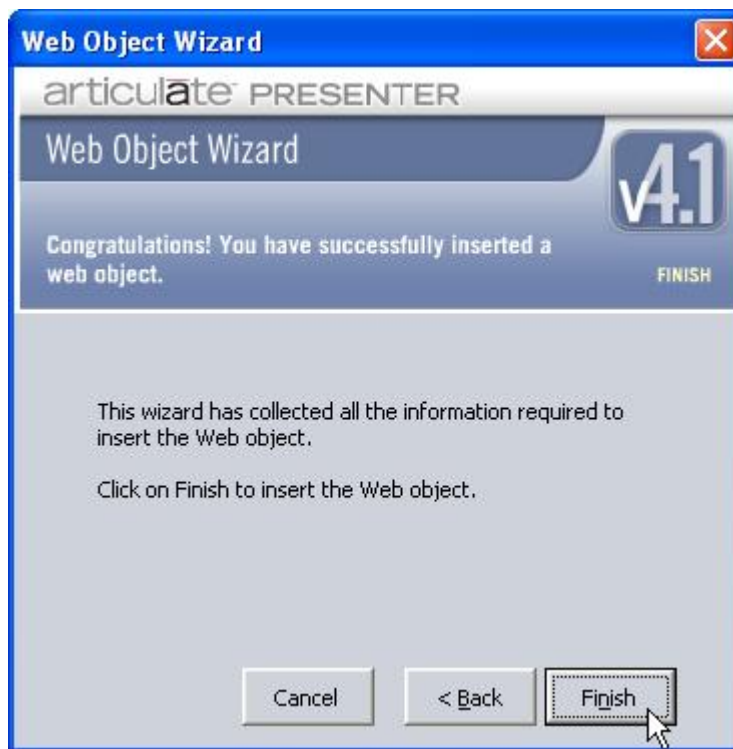 Web Object Wizard
articulāte PRESENTER
Web Object Wizard
v4.1
Congratulations! You have successfully inserted a
web object.
FINISH
This wizard has collected all the information required to
insert the Web object.
Click on Finish to insert the Web object.
Cancel
< Back
Finish